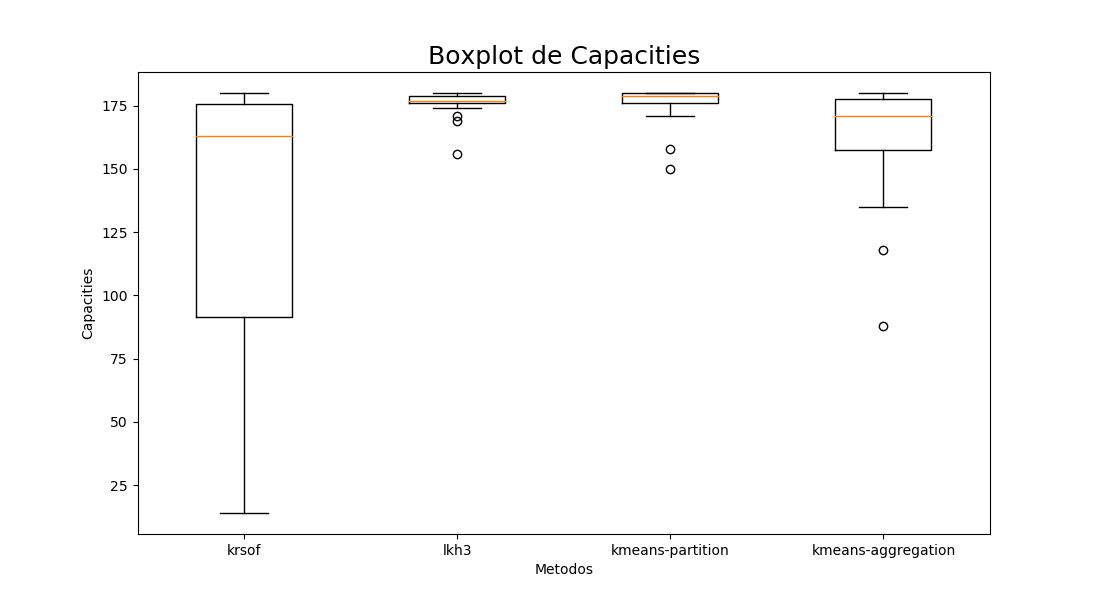 Boxplot de Capacities
Capacities
175
150
125
100
75
50
25
krsof
lkh3
kmeans-partition
kmeans-aggregation
Metodos